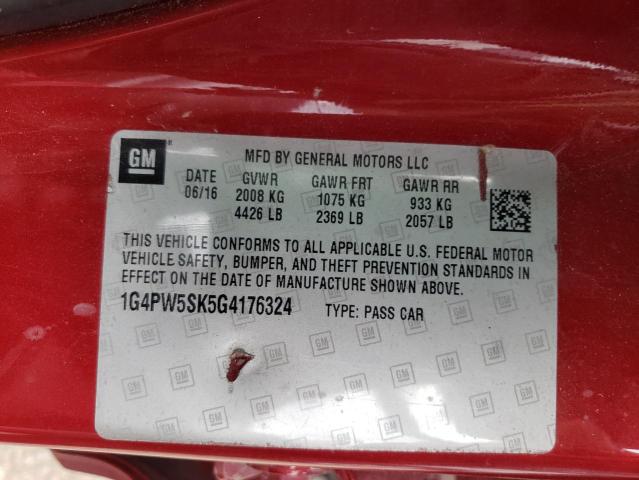 GM ®
MFD BY GENERAL MOTORS LLC
DATE GVWR GAWR FRT GAWR RR
06/16 2008 KG 1075 KG 933 KG
4426 LB 2369 LB 2057 LB
THIS VEHICLE CONFORMS TO ALL APPLICABLE U.S. FEDERAL MOTOR
VEHICLE SAFETY, BUMPER, AND THEFT PREVENTION STANDARDS IN
EFFECT ON THE DATE OF MANUFACTURE SHOWN ABOVE.
1G4PW5SK5G4176324 TYPE: PASS CAR